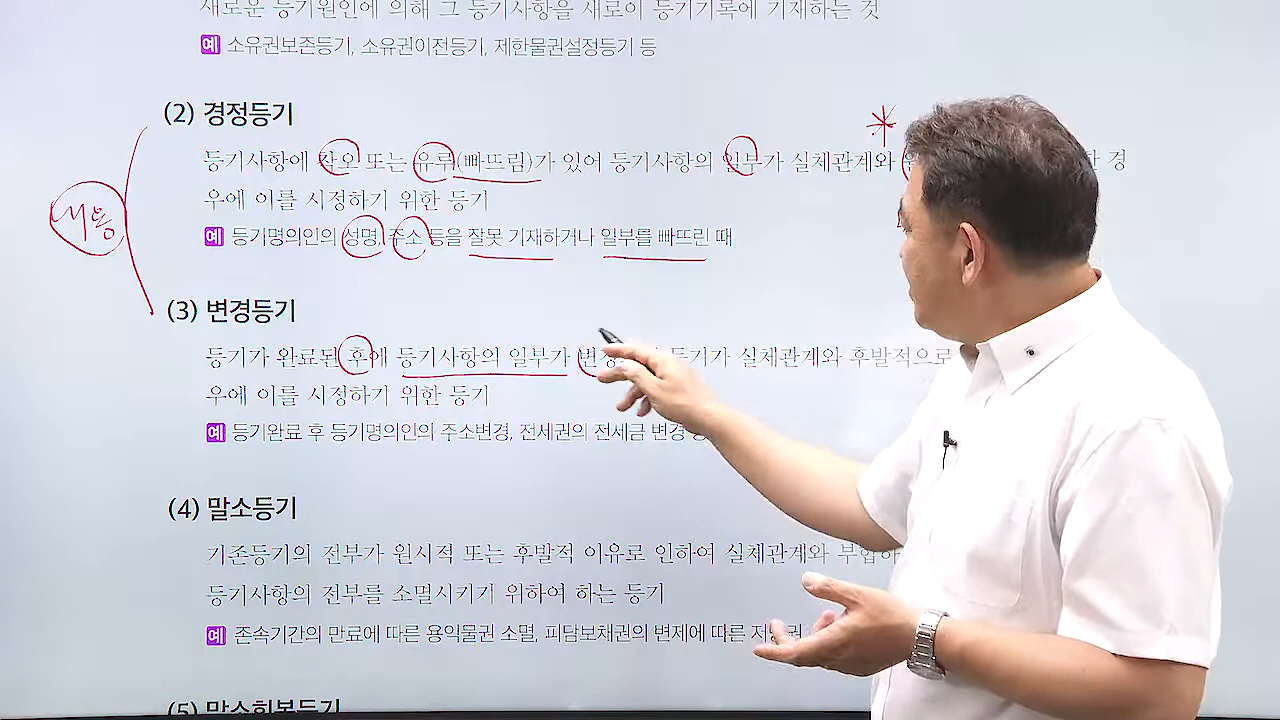 새로운 등기원인에 의해 그 등기사항을 새로이 등기기록에 기재하는 것
예 소유권보존등기, 소유권이전등기, 제한물권설정등기 등
(2) 경정등기
등기사항에 착오 또는 유루(빠뜨림)가 있어 등기사항의 일부가 실체관계와 경
우에 이를 시정하기 위한 등기
예 등기명의인의 성명, 주소 등을 잘못 기재하거나 일부를 빠뜨린 때
내용
(3) 변경등기
등기가 완료된 후에 등기사항의 일부가 등기가 실체관계와 후발적으로
우에 이를 시정하기 위한 등기
예 등기완료 후 등기명의인의 주소변경, 전세권의 전세금 변경
(4) 말소등기
기존등기의 전부가 원시적 또는 후발적 이유로 인하여 실체관계와
등기사항의 전부를 소멸시키기 위하여 하는 등기
예 존속기간의 만료에 따른 용익물권 소멸, 피담보채권의 변제에 따른
(5) 말소회복등기